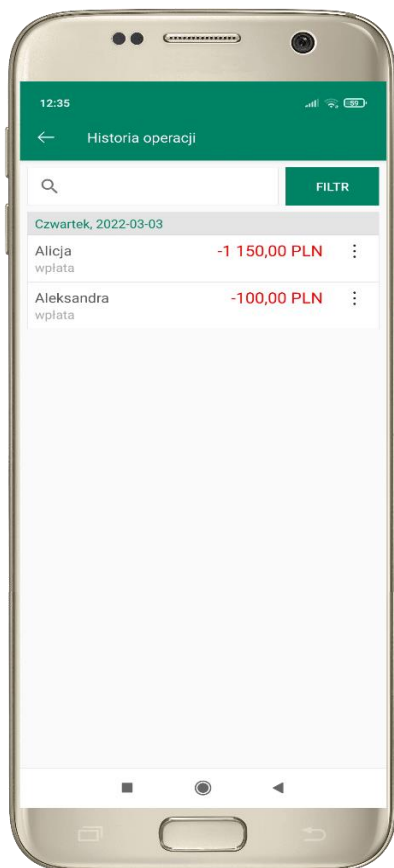 12:35
59
Historia operacji
FILTR
Czwartek, 2022-03-03
Alicja -1 150,00 PLN
wpłata
Aleksandra -100,00 PLN
wpłata